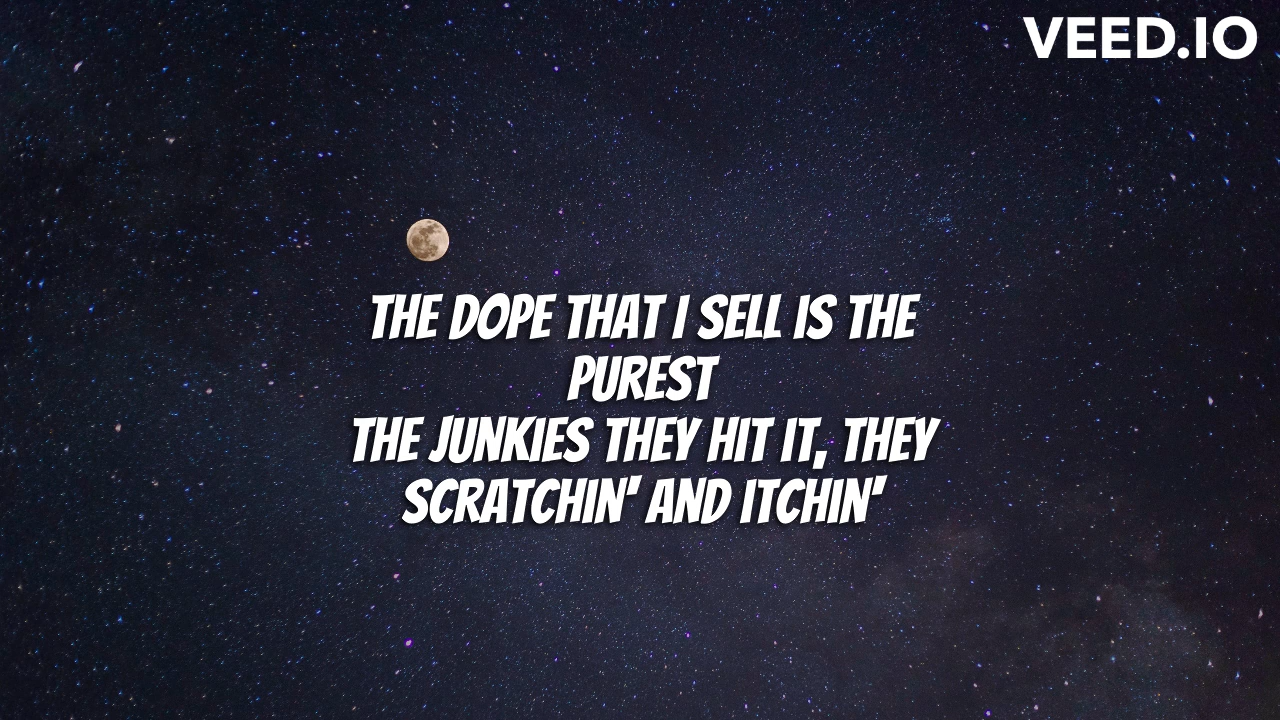 VEED.IO
THE DOPE THAT I SELL IS THE
PUREST
THE JUNKIES THEY HIT IT, THEY
SCRATCHIN' AND ITCHIN'